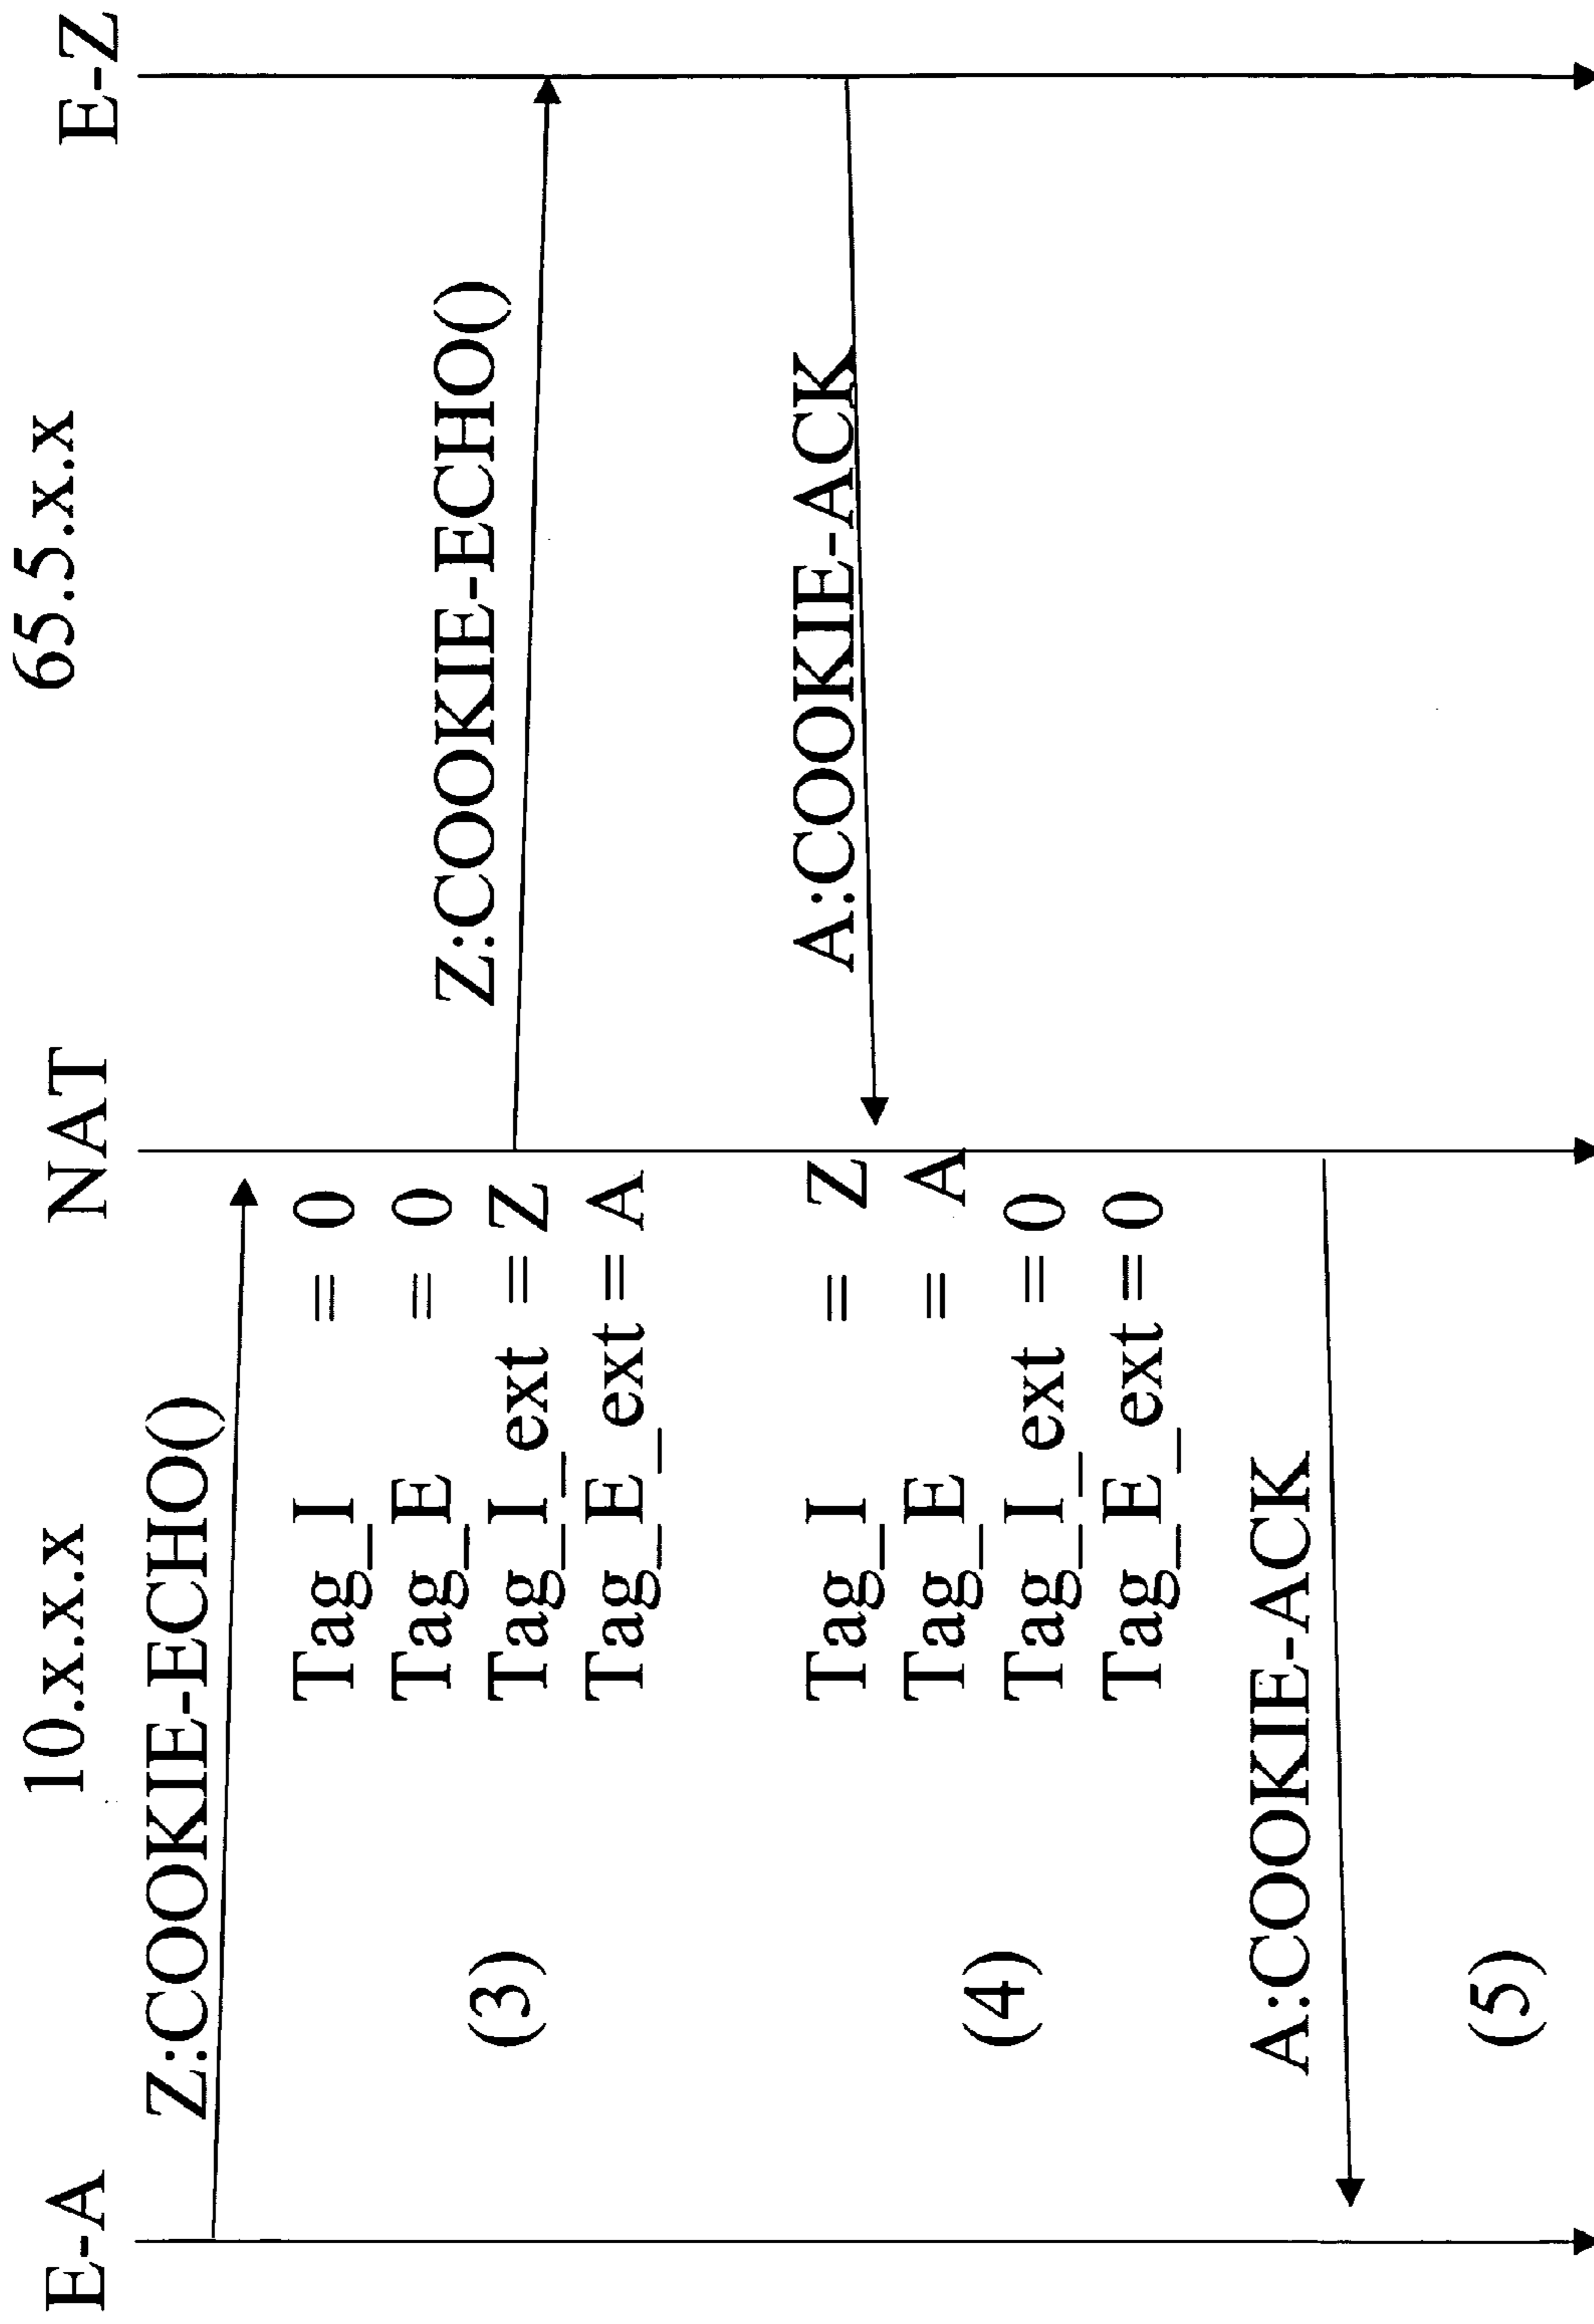 E-A 10.x.x.x NAT 65.5.x.x E-Z
Z:COOKIE-ECHO()
Tag_I = 0
Tag_E = 0
Z:COOKIE-ECHO()
(3) Tag_I_ext = Z
Tag_E_ext = A
Tag_I = Z
A:COOKIE-ACK
Tag_E = A
(4) Tag_I_ext = 0
Tag_E_ext = 0
A:COOKIE-ACK
(5)